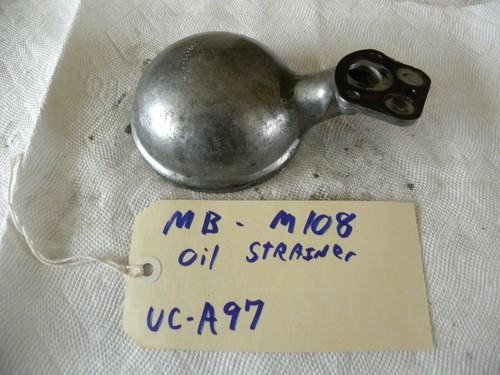 MB - M108
Oil STRAINer
UC-A97